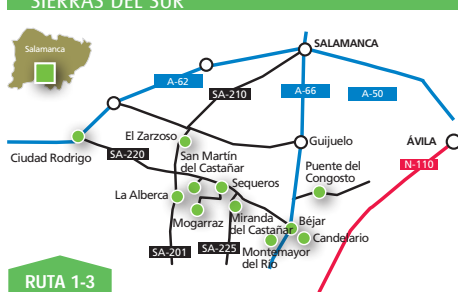 SIERRAS DEL SUR
Salamanca
SALAMANCA
A-62
SA-210
A-66
A-50
El Zarzoso
Guijuelo
ÁVILA
Ciudad Rodrigo
SA-220
San Martín
del Castañar
Puente del
Congosto
N-110
La Alberca
Sequeros
Mogarraz
Miranda
del Castañar
Béjar
Candelario
SA-201
SA-225
Montemayor
del Río
RUTA 1-3